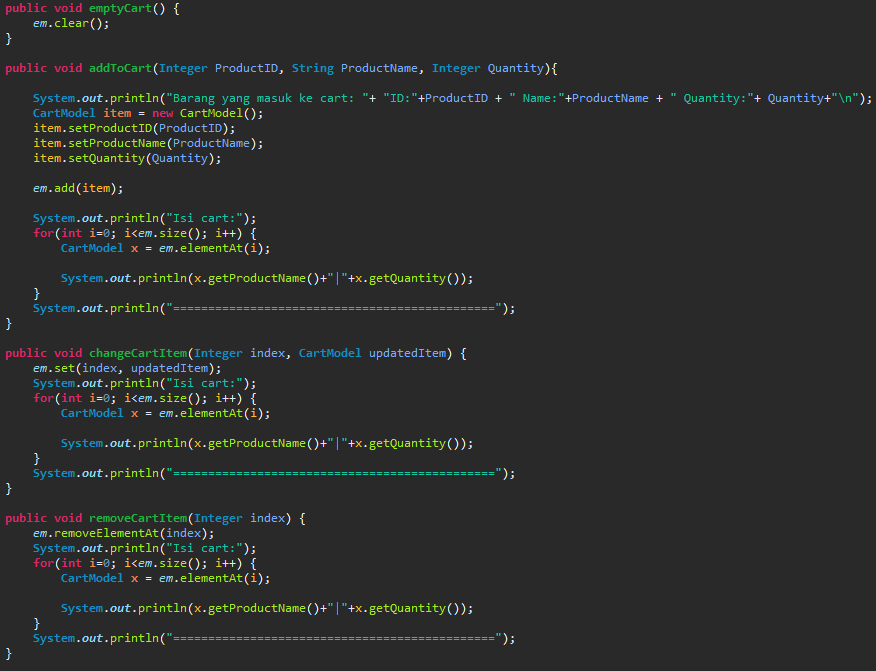 public void emptyCart() {
    em.clear();
}

public void addToCart(Integer ProductID, String ProductName, Integer Quantity){

    System.out.println("Barang yang masuk ke cart: "+ "ID:"+ProductID + " Name:"+ProductName + " Quantity:"+ Quantity+"\n");
    CartModel item = new CartModel();
    item.setProductID(ProductID);
    item.setProductName(ProductName);
    item.setQuantity(Quantity);

    em.add(item);

    System.out.println("Isi cart:");
    for(int i=0; i<em.size(); i++) {
        CartModel x = em.elementAt(i);

        System.out.println(x.getProductName()+"|"+x.getQuantity());
    }
    System.out.println("==============================================");
}

public void changeCartItem(Integer index, CartModel updatedItem) {
    em.set(index, updatedItem);
    System.out.println("Isi cart:");
    for(int i=0; i<em.size(); i++) {
        CartModel x = em.elementAt(i);

        System.out.println(x.getProductName()+"|"+x.getQuantity());
    }
    System.out.println("==============================================");
}

public void removeCartItem(Integer index) {
    em.removeElementAt(index);
    System.out.println("Isi cart:");
    for(int i=0; i<em.size(); i++) {
        CartModel x = em.elementAt(i);

        System.out.println(x.getProductName()+"|"+x.getQuantity());
    }
    System.out.println("==============================================");
}